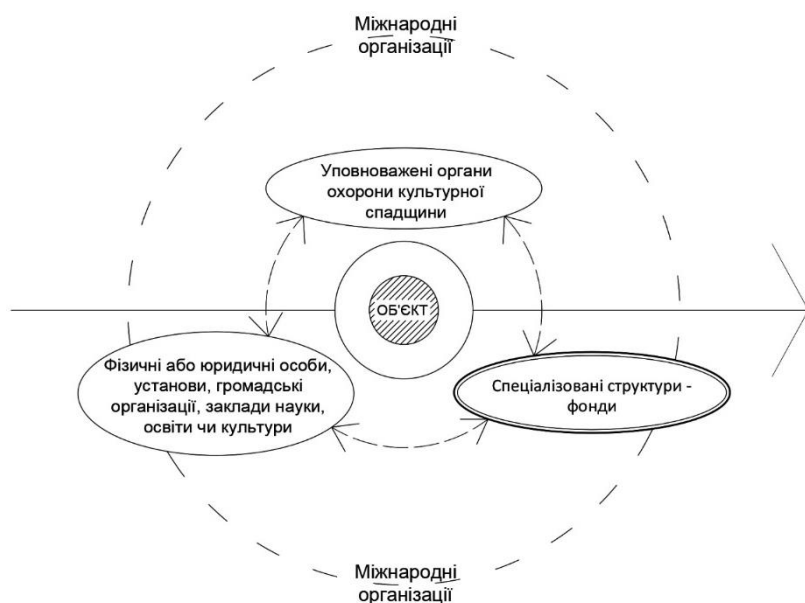 Міжнародні
організації
Уповноважені органи
охорони культурної
спадщини
ОБ'ЄКТ
Фізичні або юридичні особи,
установи, громадські
організації, заклади науки,
освіти чи культури
Спеціалізовані структури -
фонди
Міжнародні
організації